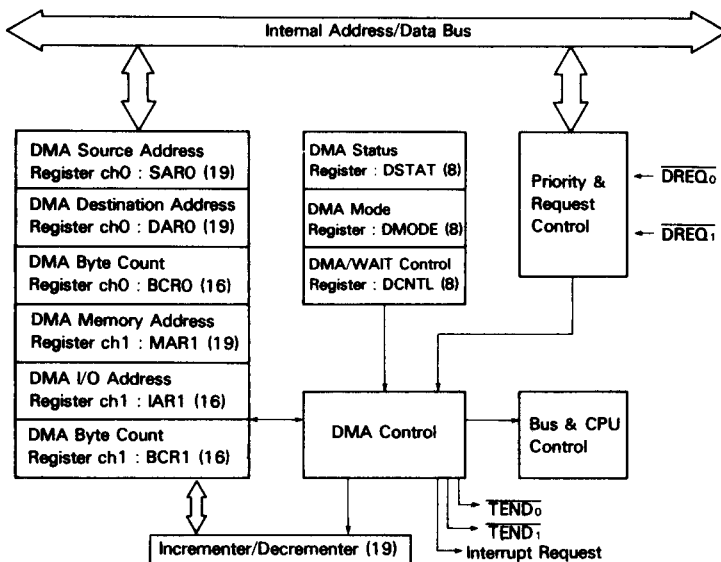 Internal Address/Data Bus
DMA Source Address
Register ch0 : SAR0 (19)
DMA Destination Address
Register ch0 : DAR0 (19)
DMA Byte Count
Register ch0 : BCR0 (16)
DMA Memory Address
Register ch1 : MAR1 (19)
DMA I/O Address
Register ch1 : IAR1 (16)
DMA Byte Count
Register ch1 : BCR1 (16)
DMA Status
Register : DSTAT (8)
DMA Mode
Register : DMODE (8)
DMA/WAIT Control
Register : DCNTL (8)
Priority &
Request
Control
DREQ₀
DREQ₁
DMA Control
Bus & CPU
Control
TEND₀
TEND₁
Interrupt Request
Incrementer/Decrementer (19)